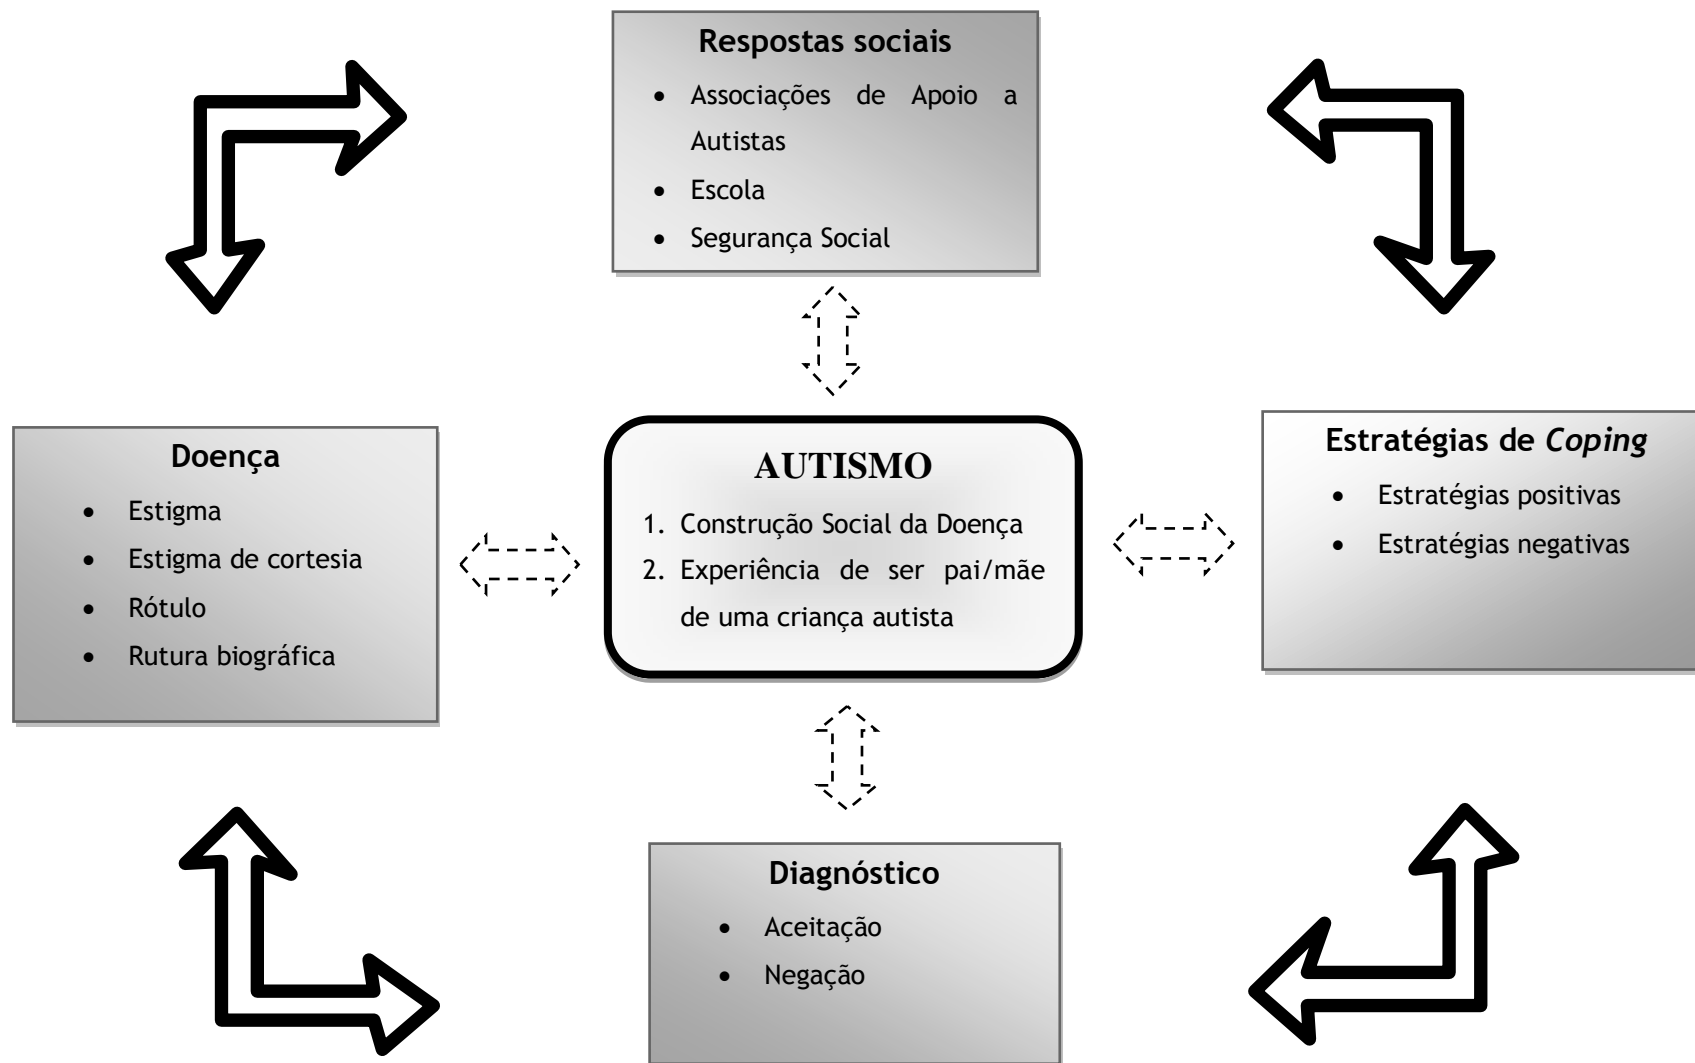 Respostas sociais
• Associações de Apoio a
Autistas
• Escola
• Segurança Social
Doença
• Estigma
• Estigma de cortesia
• Rótulo
• Rutura biográfica
AUTISMO
1. Construção Social da Doença
2. Experiência de ser pai/mãe
de uma criança autista
Estratégias de Coping
• Estratégias positivas
• Estratégias negativas
Diagnóstico
• Aceitação
• Negação